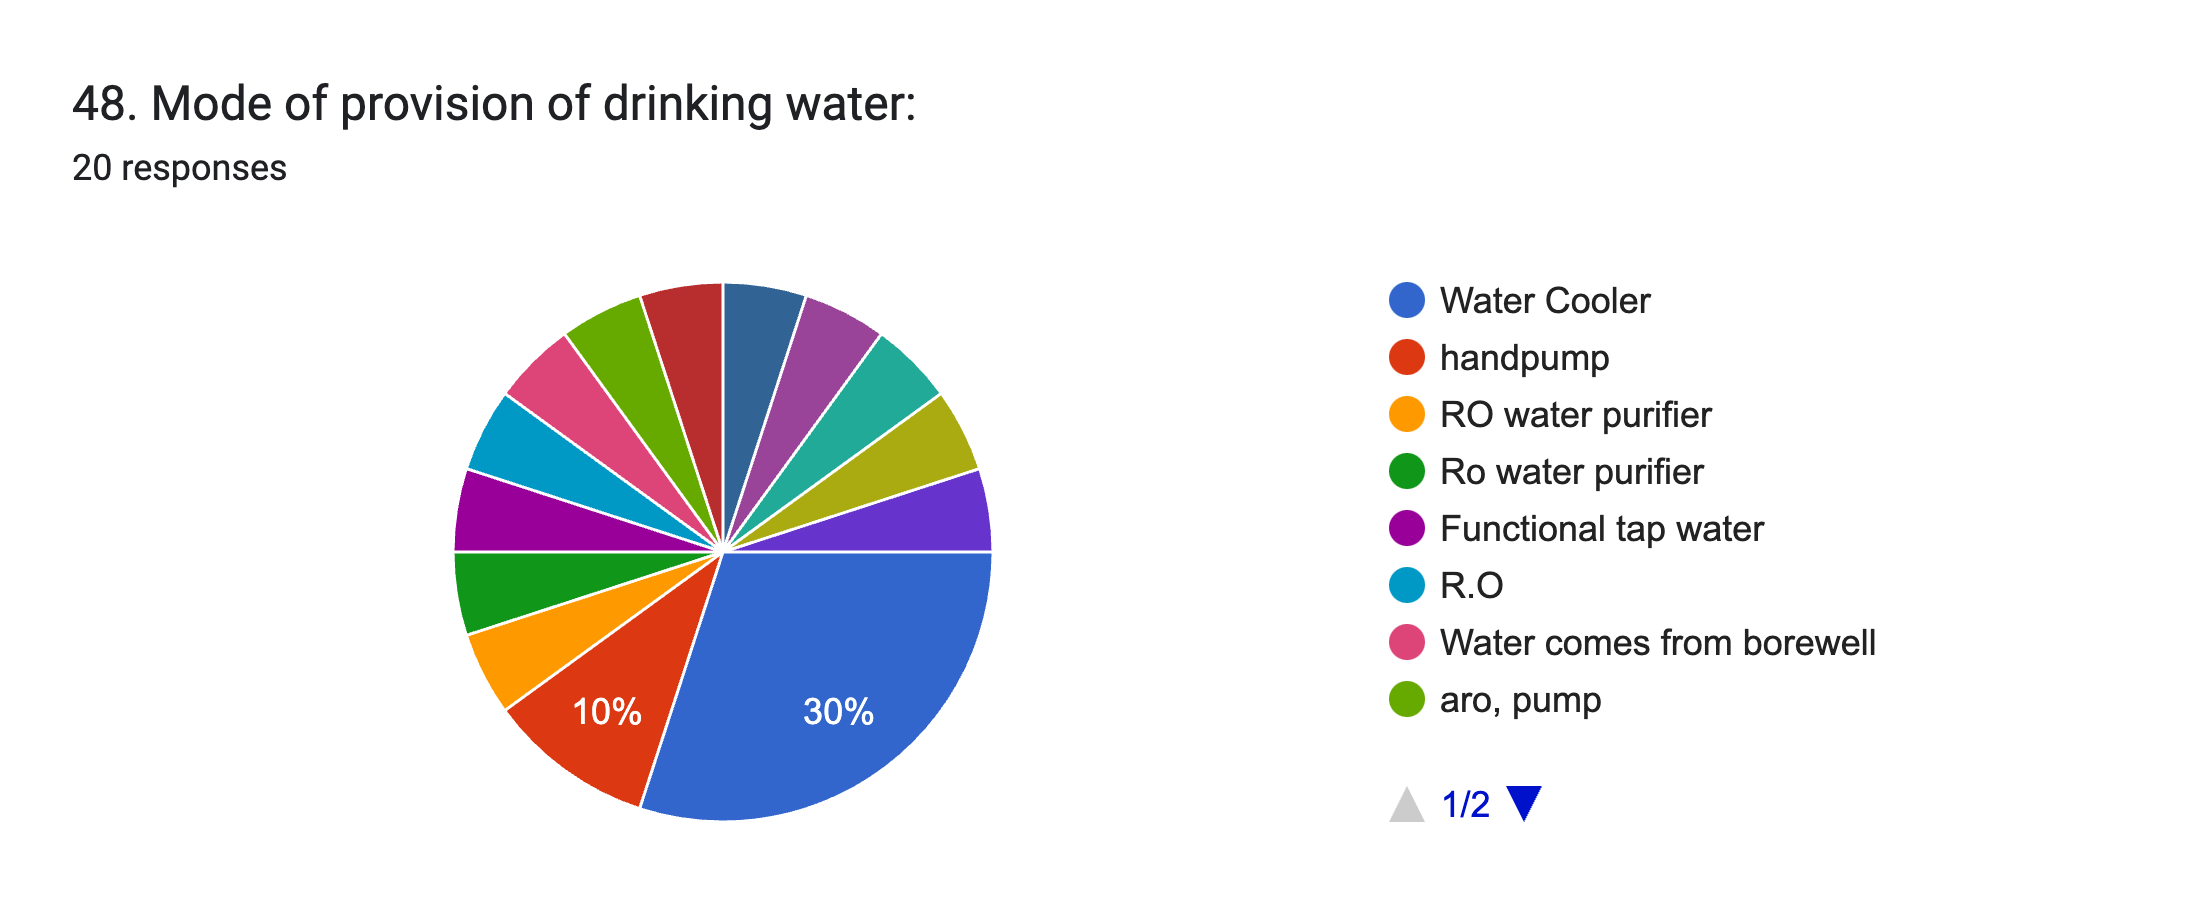 48. Mode of provision of drinking water:
20 responses
10%
30%
Water Cooler
handpump
RO water purifier
Ro water purifier
Functional tap water
R.O
Water comes from borewell
aro, pump
1/2